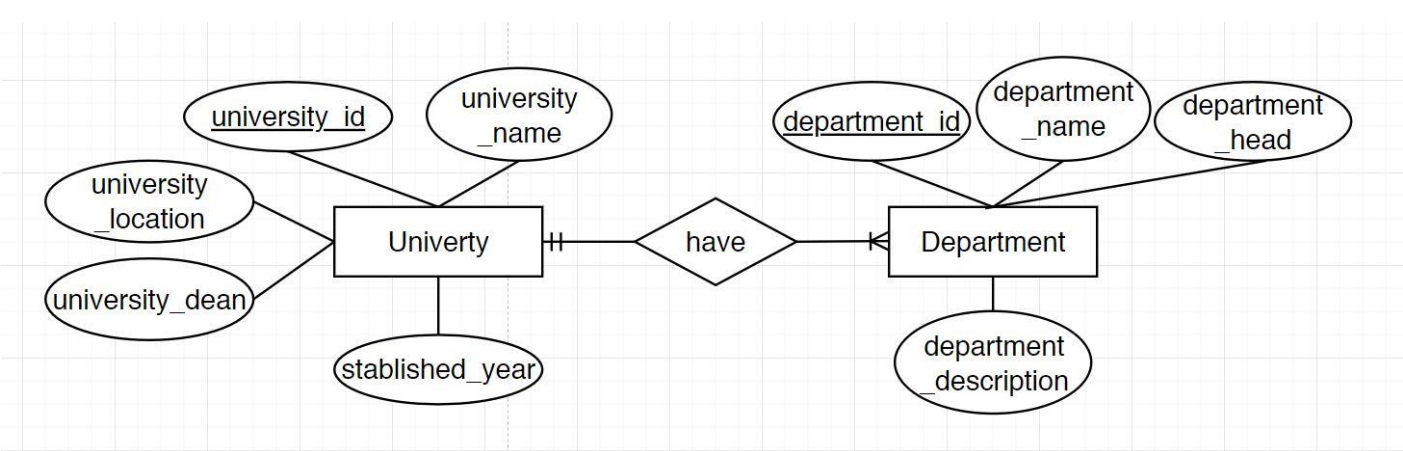 university_id
university
_name
department_id
department
_name
department
_head
university
_location
Univerty
have
Department
university_dean
stablished_year
department
_description